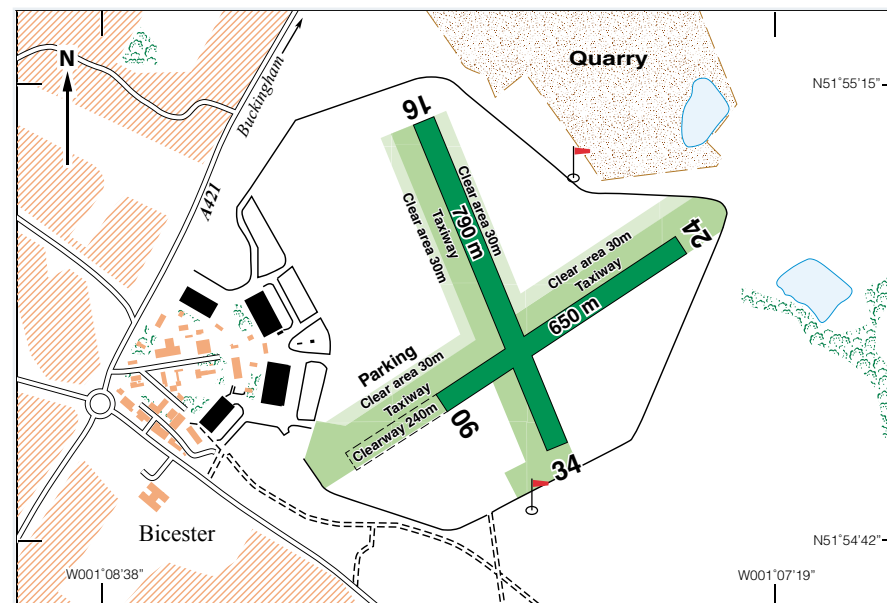 N
Buckingham
A421
Quarry
N51°55'15"
16
Clear area 30m
790 m
Taxiway
Clear area 30m
24
Clear area 30m
Taxiway
650 m
Parking
Clear area 30m
Taxiway
Clearway 240m
06
34
Bicester
N51°54'42"
W001°08'38"
W001°07'19"